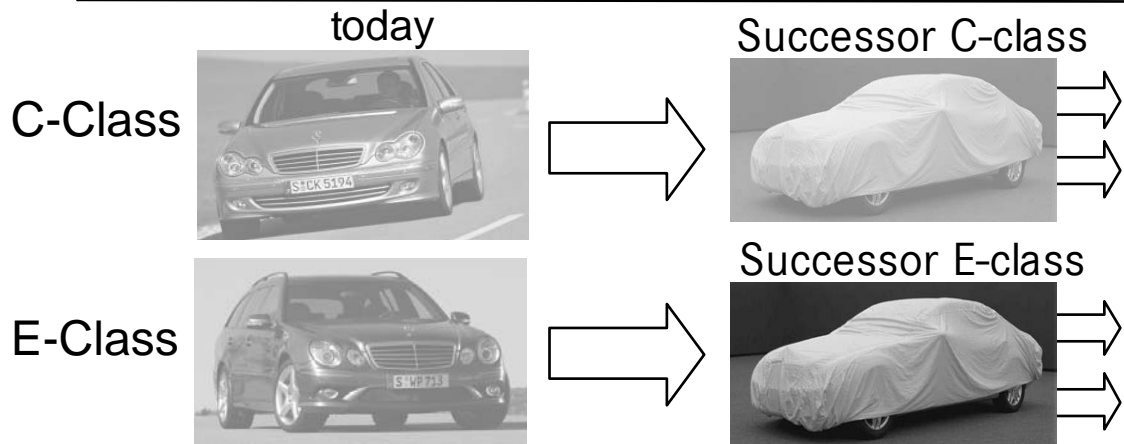 today
Successor C-class
C-Class
S CK 5194
Successor E-class
E-Class
S WP 713